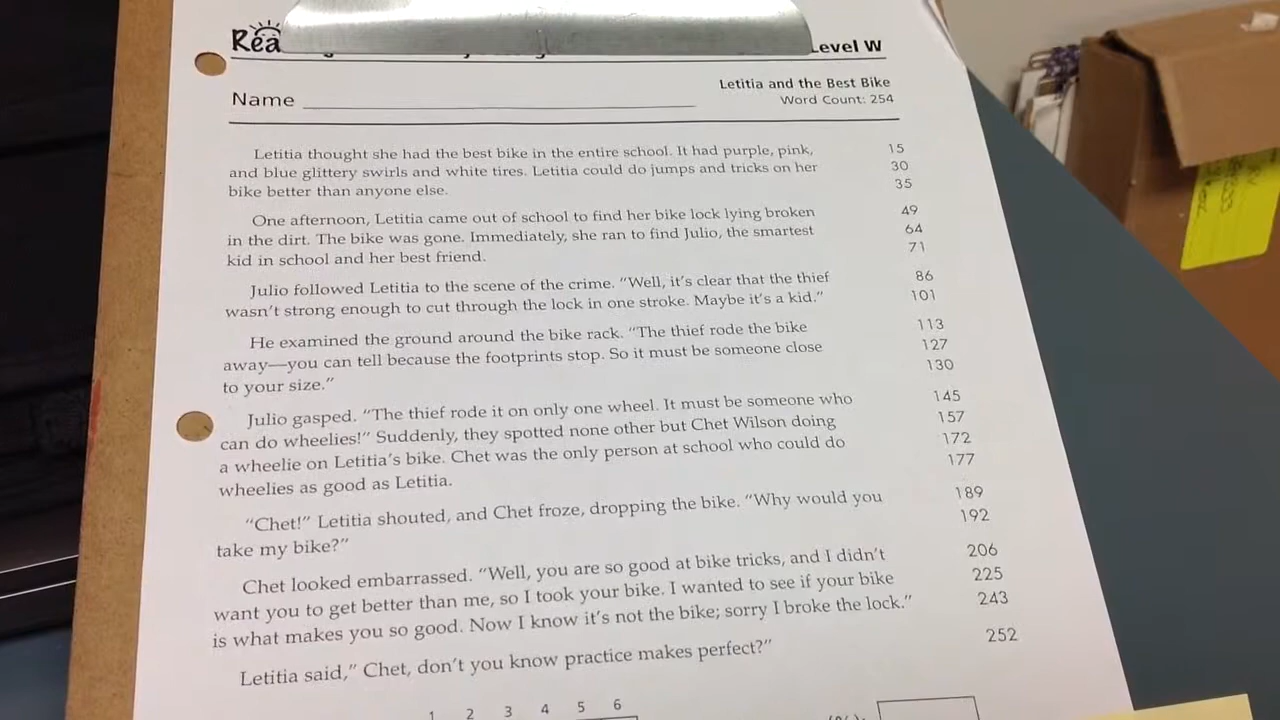 Rea
Level W
Letitia and the Best Bike
Name
Word Count: 254
Letitia thought she had the best bike in the entire school. It had purple, pink, 15
and blue glittery swirls and white tires. Letitia could do jumps and tricks on her 30
bike better than anyone else. 35
One afternoon, Letitia came out of school to find her bike lock lying broken 49
in the dirt. The bike was gone. Immediately, she ran to find Julio, the smartest 64
kid in school and her best friend. 71
Julio followed Letitia to the scene of the crime. “Well, it’s clear that the thief 86
wasn’t strong enough to cut through the lock in one stroke. Maybe it’s a kid.” 101
He examined the ground around the bike rack. “The thief rode the bike 113
away—you can tell because the footprints stop. So it must be someone close 127
to your size.” 130
Julio gasped. “The thief rode it on only one wheel. It must be someone who 145
can do wheelies!” Suddenly, they spotted none other but Chet Wilson doing 157
a wheelie on Letitia’s bike. Chet was the only person at school who could do 172
wheelies as good as Letitia. 177
“Chet!” Letitia shouted, and Chet froze, dropping the bike. “Why would you 189
take my bike?” 192
Chet looked embarrassed. “Well, you are so good at bike tricks, and I didn’t 206
want you to get better than me, so I took your bike. I wanted to see if your bike 225
is what makes you so good. Now I know it’s not the bike; sorry I broke the lock.” 243
Letitia said,” Chet, don’t you know practice makes perfect?” 252
1 2 3 4 5 6